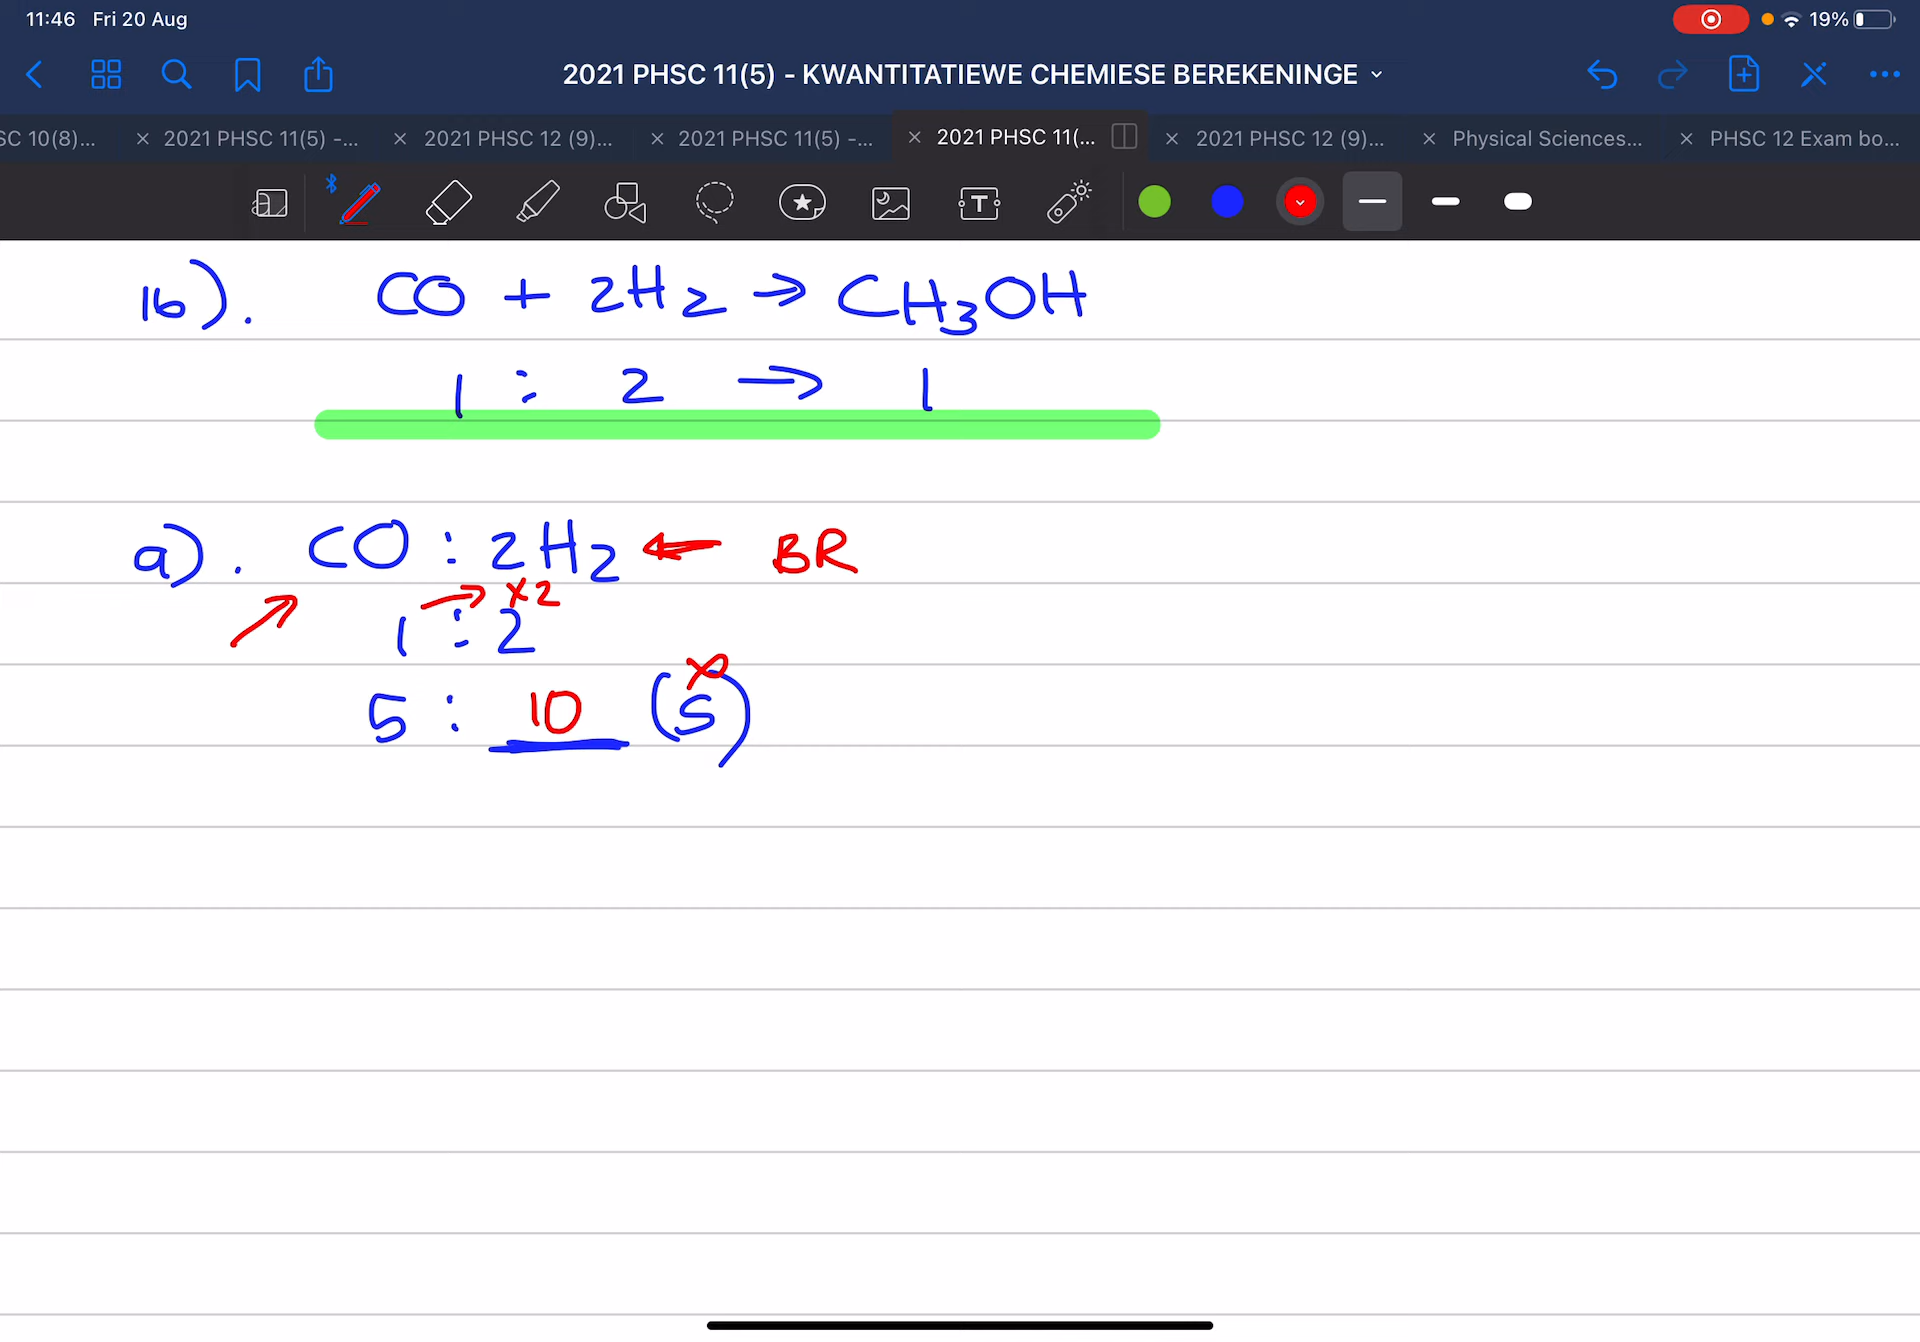 11:46 Fri 20 Aug 19%
2021 PHSC 11(5) - KWANTITATIEWE CHEMIESE BEREKENINGE
SC 10(8)... × 2021 PHSC 11(5) -... × 2021 PHSC 12 (9)... × 2021 PHSC 11(5) -... × 2021 PHSC 11(... × 2021 PHSC 12 (9)... × Physical Sciences... × PHSC 12 Exam bo...
16). CO + 2H₂ → CH₃OH
1 : 2 → 1
a). CO : 2H₂ ← BR
→ ×2
1 : 2
5 : 10 (5)